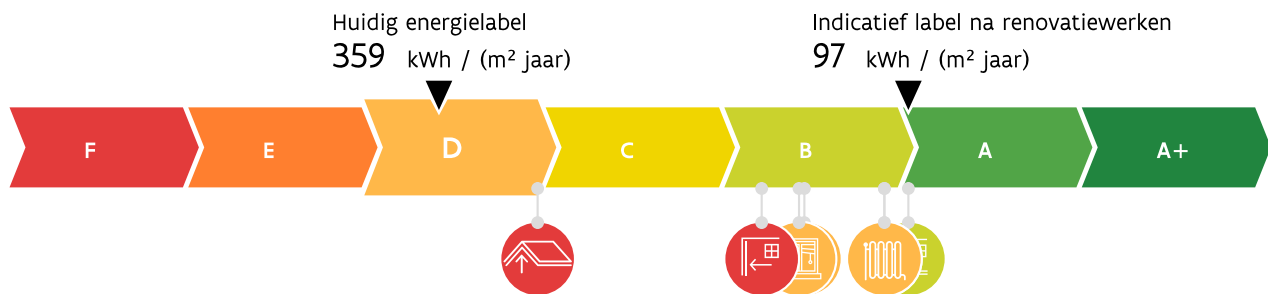 Huidig energielabel
359 kWh / (m² jaar)
Indicatief label na renovatiewerken
97 kWh / (m² jaar)
F E D C B A A+